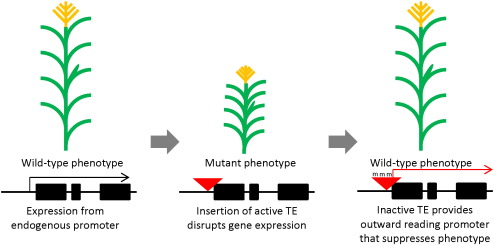 Wild-type phenotype
Expression from
endogenous promoter
Mutant phenotype
Insertion of active TE
disrupts gene expression
Wild-type phenotype
m m m
Inactive TE provides
outward reading promoter
that suppresses phenotype